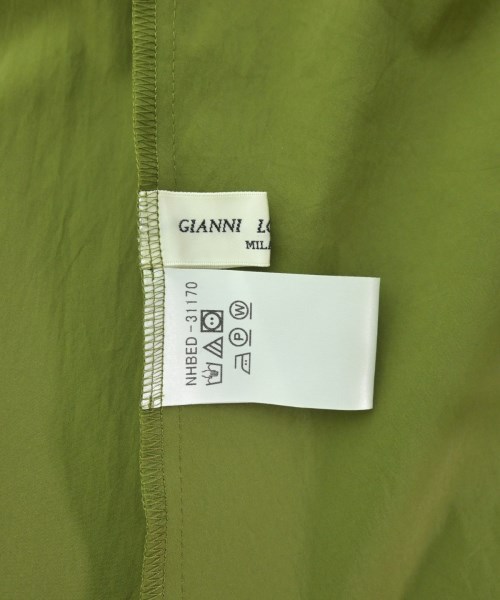 GIANNI LO
MILA
NHBED-31170
P W